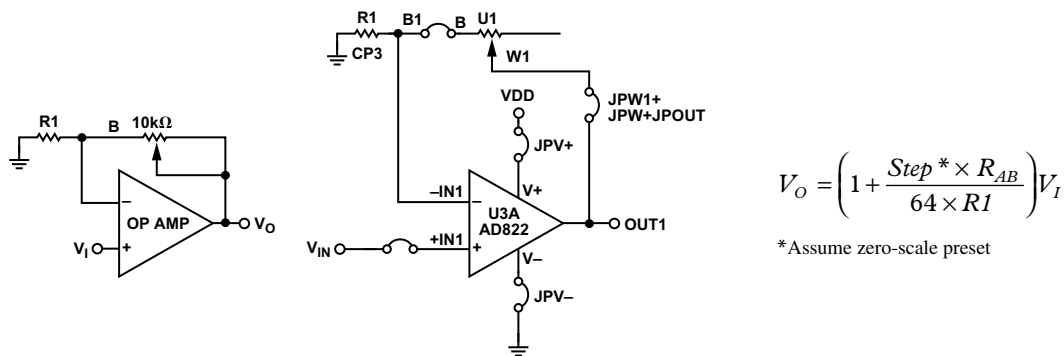 R1
B
10kΩ
–
OP AMP
+
VI
VO
R1
CP3
B1
B
U1
W1
VDD
JPV+
JPW1+
JPW+JPOUT
V+
–IN1
–
U3A
AD822
OUT1
VIN
+IN1
+
V–
JPV–
VO = (1 + Step * × RAB / 64 × R1) VI
*Assume zero-scale preset